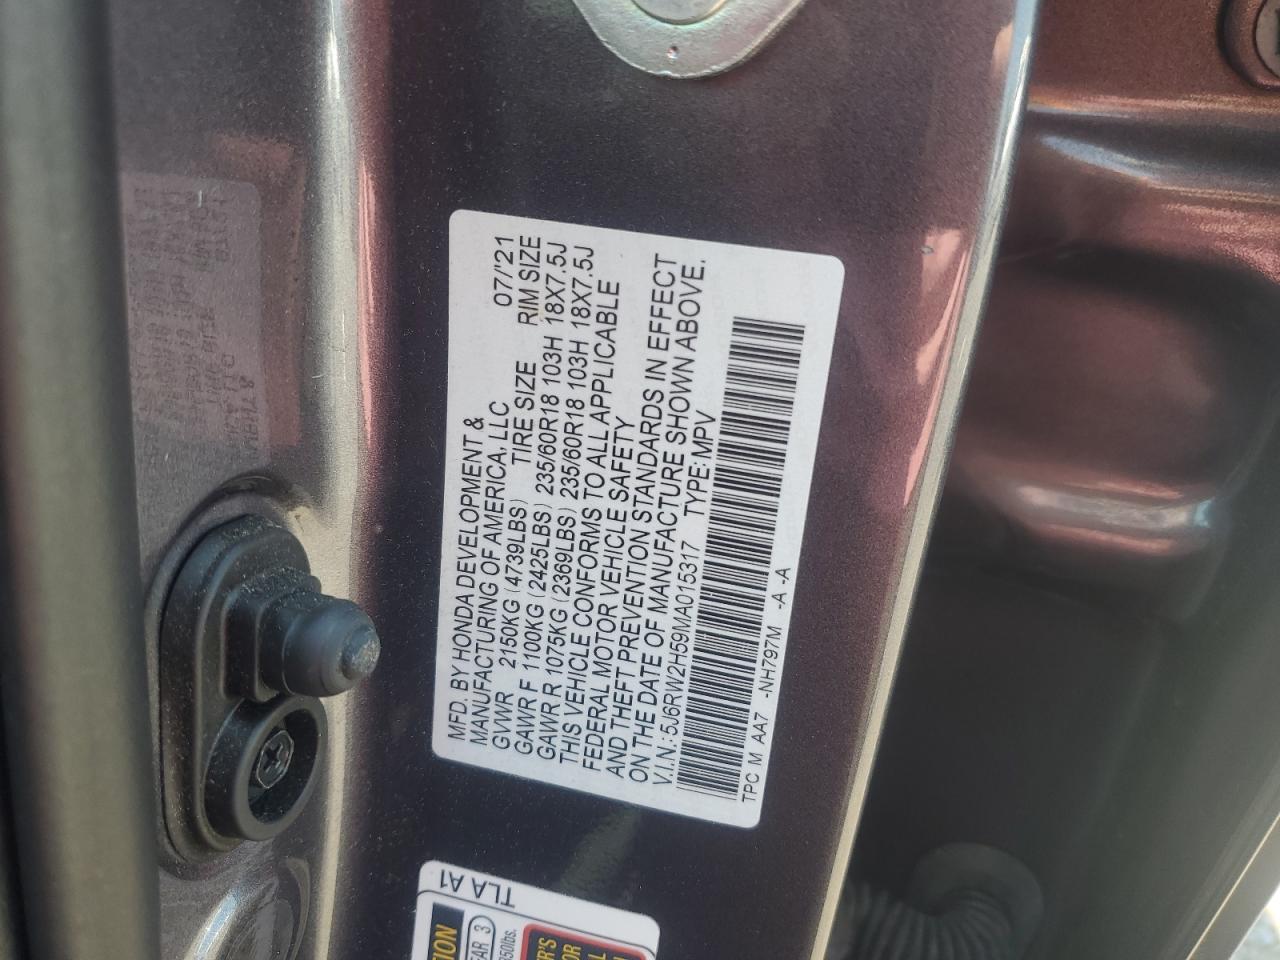 MFD. BY HONDA DEVELOPMENT &
MANUFACTURING OF AMERICA, LLC 07/'21
GVWR 2150KG (4739LBS) TIRE SIZE RIM SIZE
GAWR F 1100KG (2425LBS) 235/60R18 103H 18X7.5J
GAWR R 1075KG (2369LBS) 235/60R18 103H 18X7.5J
THIS VEHICLE CONFORMS TO ALL APPLICABLE
FEDERAL MOTOR VEHICLE SAFETY
AND THEFT PREVENTION STANDARDS IN EFFECT
ON THE DATE OF MANUFACTURE SHOWN ABOVE.
V.I.N.: 5J6RW2H59MA015317 TYPE: MPV
TPC M AA7 -NH797M -A -A
TLA A1